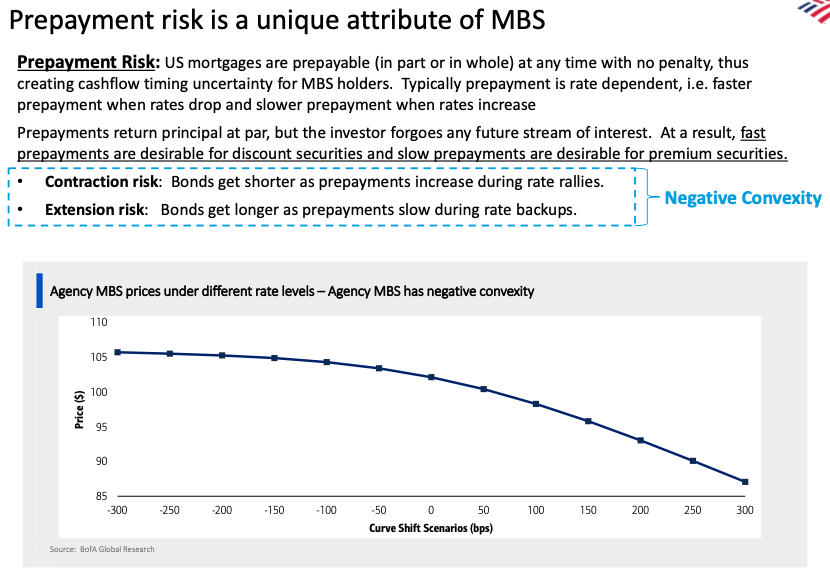 Prepayment risk is a unique attribute of MBS
Prepayment Risk: US mortgages are prepayable (in part or in whole) at any time with no penalty, thus
creating cashflow timing uncertainty for MBS holders. Typically prepayment is rate dependent, i.e. faster
prepayment when rates drop and slower prepayment when rates increase
Prepayments return principal at par, but the investor forgoes any future stream of interest. At a result, fast
prepayments are desirable for discount securities and slow prepayments are desirable for premium securities.
• Contraction risk: Bonds get shorter as prepayments increase during rate rallies.
• Extension risk: Bonds get longer as prepayments slow during rate backups.
Negative Convexity
Agency MBS prices under different rate levels – Agency MBS has negative convexity
110
105
100
95
90
85
Price ($)
-300 -250 -200 -150 -100 -50 0 50 100 150 200 250 300
Curve Shift Scenarios (bps)
Source: BofA Global Research